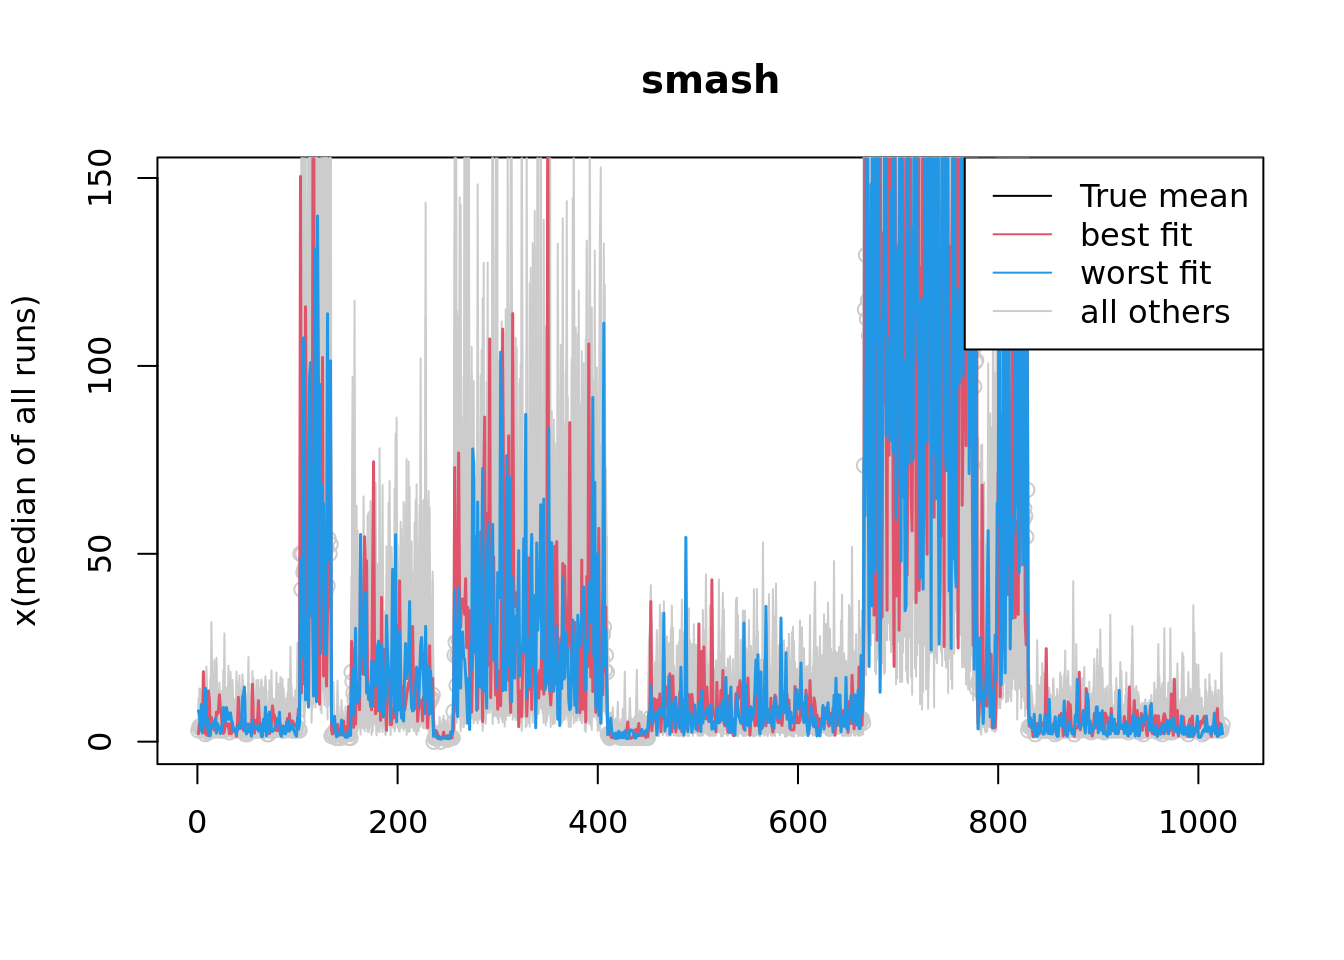 smash
x(median of all runs)
150
100
50
0
True mean
best fit
worst fit
all others
0 200 400 600 800 1000